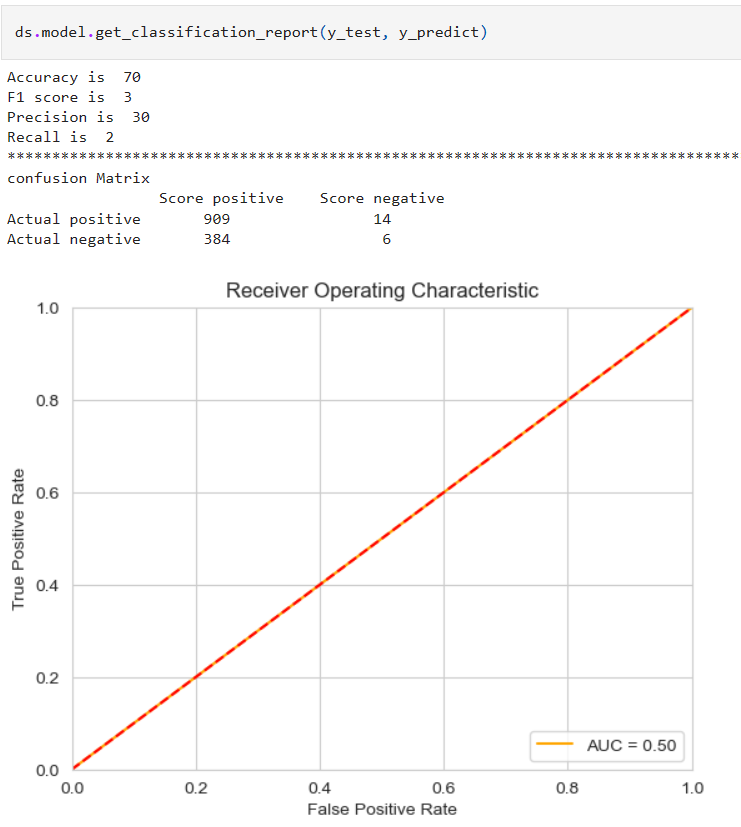 ds.model.get_classification_report(y_test, y_predict)
Accuracy is  70
F1 score is  3
Precision is  30
Recall is  2
************************************************************************************
confusion Matrix
Score positive    Score negative
Actual positive       909                14
Actual negative       384                 6
Receiver Operating Characteristic
1.0
0.8
0.6
0.4
0.2
0.0
True Positive Rate
AUC = 0.50
0.0 0.2 0.4 0.6 0.8 1.0
False Positive Rate